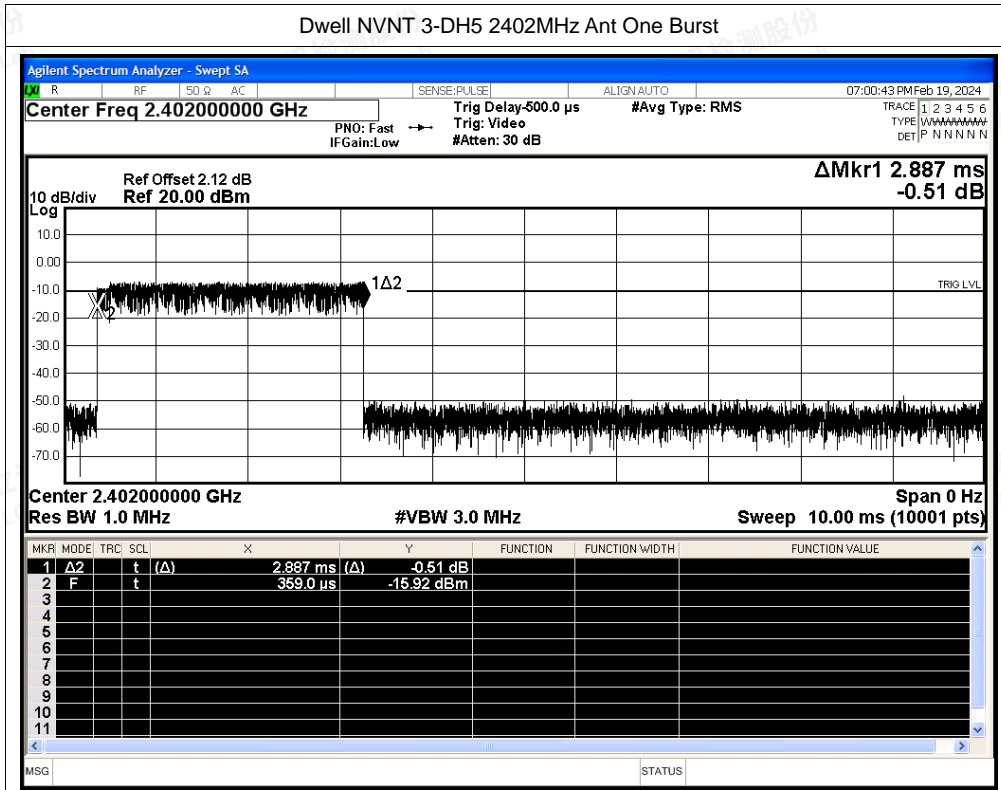 Dwell NVNT 3-DH5 2402MHz Ant One Burst
Agilent Spectrum Analyzer - Swept SA
LXI R RF 50 Ω AC SENSE:PULSE ALIGN AUTO 07:00:43 PM Feb 19, 2024
Center Freq 2.402000000 GHz
PNO: Fast
IFGain:Low
Trig Delay-500.0 µs
Trig: Video
#Atten: 30 dB
#Avg Type: RMS
TRACE 1 2 3 4 5 6
TYPE WWWWWW
DET P N N N N N
ΔMkr1 2.887 ms
-0.51 dB
Ref Offset 2.12 dB
10 dB/div Ref 20.00 dBm
Log
10.0
0.00
-10.0
-20.0
-30.0
-40.0
-50.0
-60.0
-70.0
1Δ2
TRIG LVL
2
Center 2.402000000 GHz Span 0 Hz
Res BW 1.0 MHz #VBW 3.0 MHz Sweep 10.00 ms (10001 pts)
MKR MODE TRC SCL X Y FUNCTION FUNCTION WIDTH FUNCTION VALUE
1 Δ2 t (Δ) 2.887 ms (Δ) -0.51 dB
2 F t 359.0 µs -15.92 dBm
3
4
5
6
7
8
9
10
11
MSG STATUS